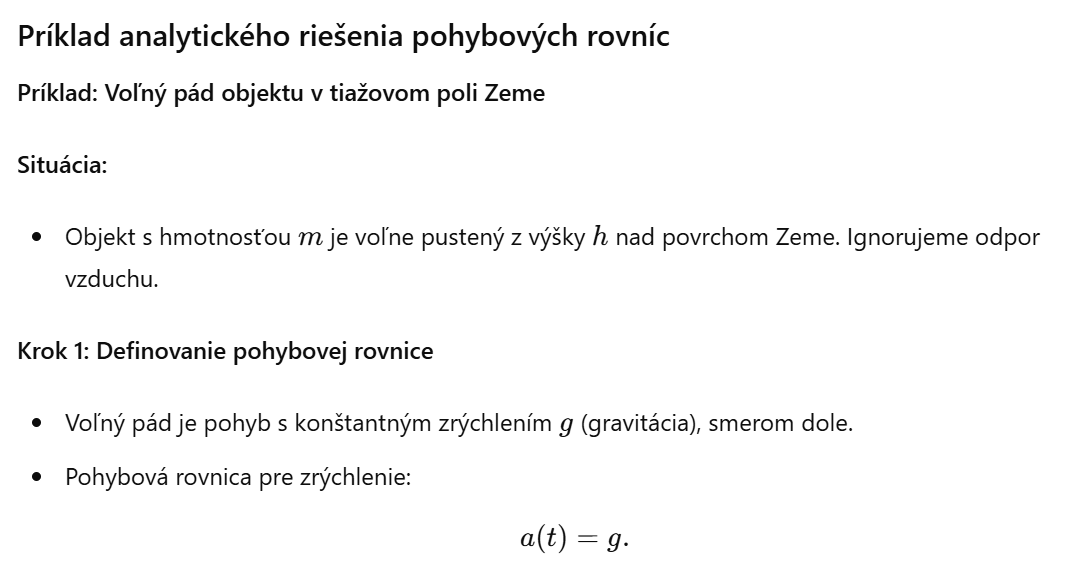 Príklad analytického riešenia pohybových rovníc
Príklad: Voľný pád objektu v tiažovom poli Zeme
Situácia:
• Objekt s hmotnosťou m je voľne pustený z výšky h nad povrchom Zeme. Ignorujeme odpor
vzduchu.
Krok 1: Definovanie pohybovej rovnice
• Voľný pád je pohyb s konštantným zrýchlením g (gravitácia), smerom dole.
• Pohybová rovnica pre zrýchlenie:
a(t) = g.